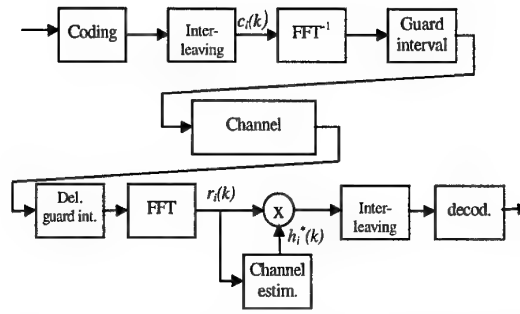 Coding
Inter-
leaving
c_i(k)
FFT⁻¹
Guard
interval
Channel
Del.
guard int.
FFT
r_i(k)
X
h_i*(k)
Inter-
leaving
decod.
Channel
estim.